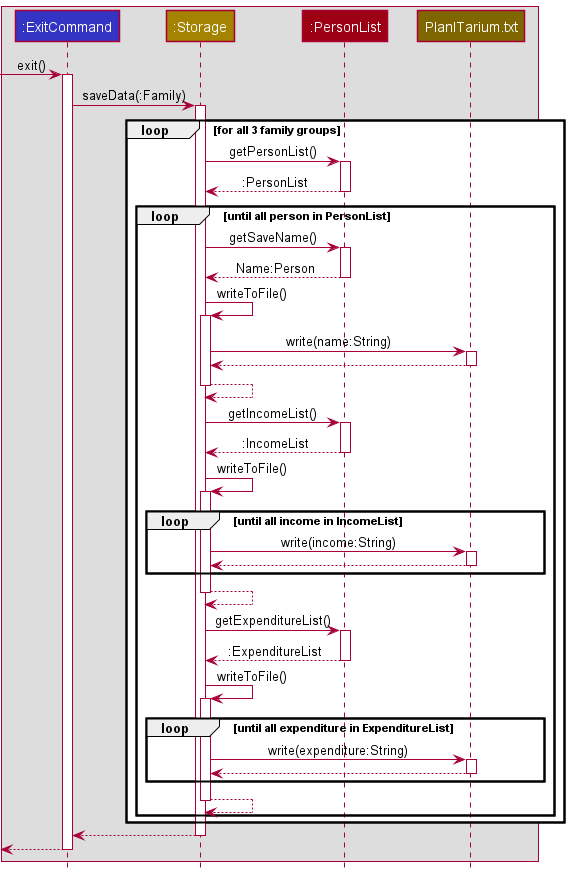 :ExitCommand :Storage :PersonList PlanITarium.txt
exit()
saveData(:Family)
loop [for all 3 family groups]
getPersonList()
:PersonList
loop [until all person in PersonList]
getSaveName()
Name:Person
writeToFile()
write(name:String)
getIncomeList()
:IncomeList
writeToFile()
loop [until all income in IncomeList]
write(income:String)
getExpenditureList()
:ExpenditureList
writeToFile()
loop [until all expenditure in ExpenditureList]
write(expenditure:String)